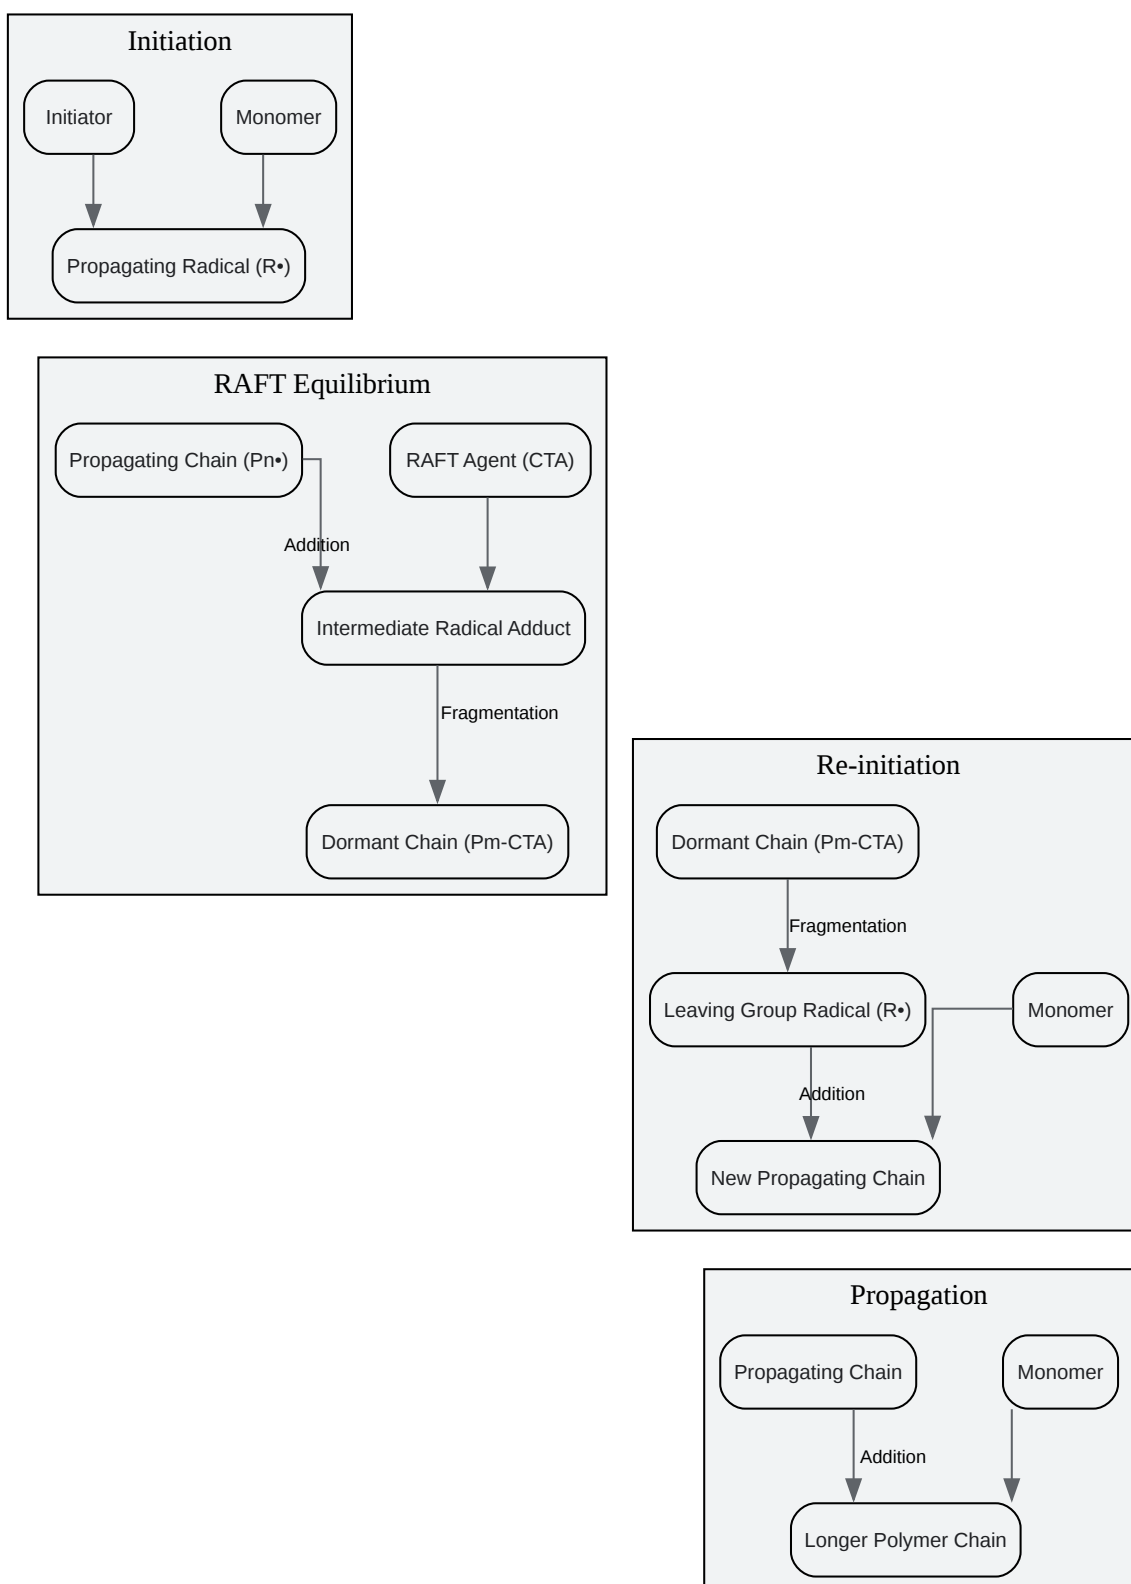 Initiation
Initiator
Monomer
Propagating Radical (R•)
RAFT Equilibrium
Propagating Chain (Pn•)
RAFT Agent (CTA)
Addition
Intermediate Radical Adduct
Fragmentation
Dormant Chain (Pm-CTA)
Re-initiation
Dormant Chain (Pm-CTA)
Fragmentation
Leaving Group Radical (R•)
Monomer
Addition
New Propagating Chain
Propagation
Propagating Chain
Monomer
Addition
Longer Polymer Chain